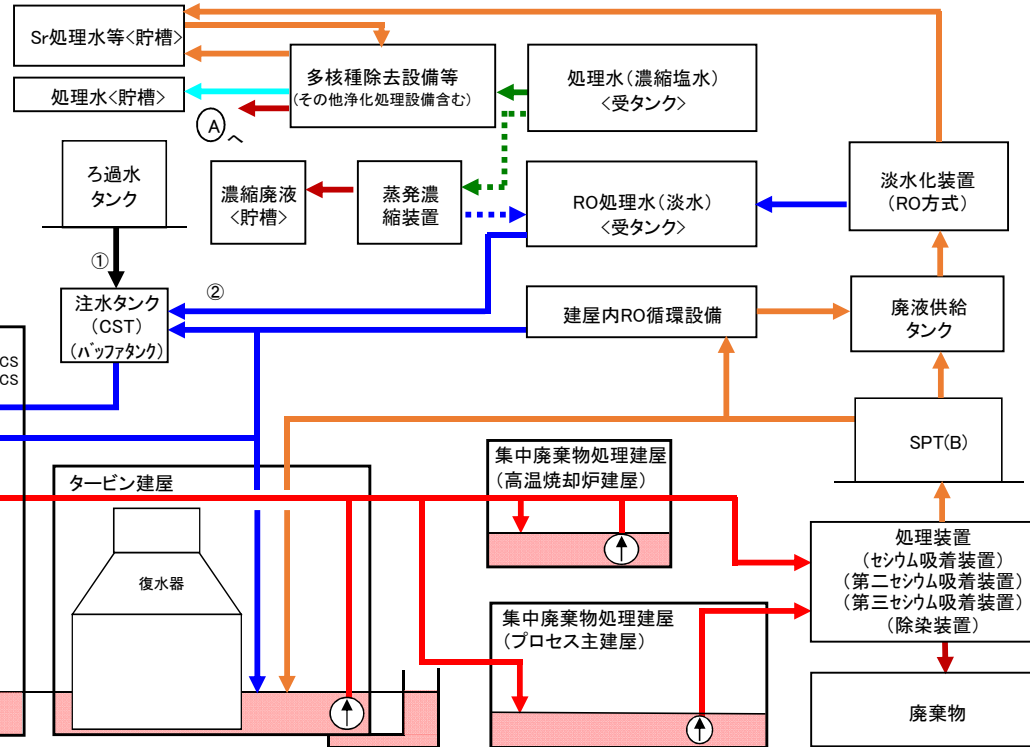 Sr処理水等<貯槽>
処理水<貯槽>
多核種除去設備等
(その他浄化処理設備含む)
処理水(濃縮塩水)
<受タンク>
A
へ
ろ過水
タンク
濃縮廃液
<貯槽>
蒸発濃
縮装置
RO処理水(淡水)
<受タンク>
淡水化装置
(RO方式)
①
②
注水タンク
(CST)
(バッファタンク)
建屋内RO循環設備
廃液供給
タンク
CS
CS
SPT(B)
タービン建屋
復水器
集中廃棄物処理建屋
(高温焼却炉建屋)
集中廃棄物処理建屋
(プロセス主建屋)
処理装置
(セシウム吸着装置)
(第二セシウム吸着装置)
(第三セシウム吸着装置)
(除染装置)
廃棄物